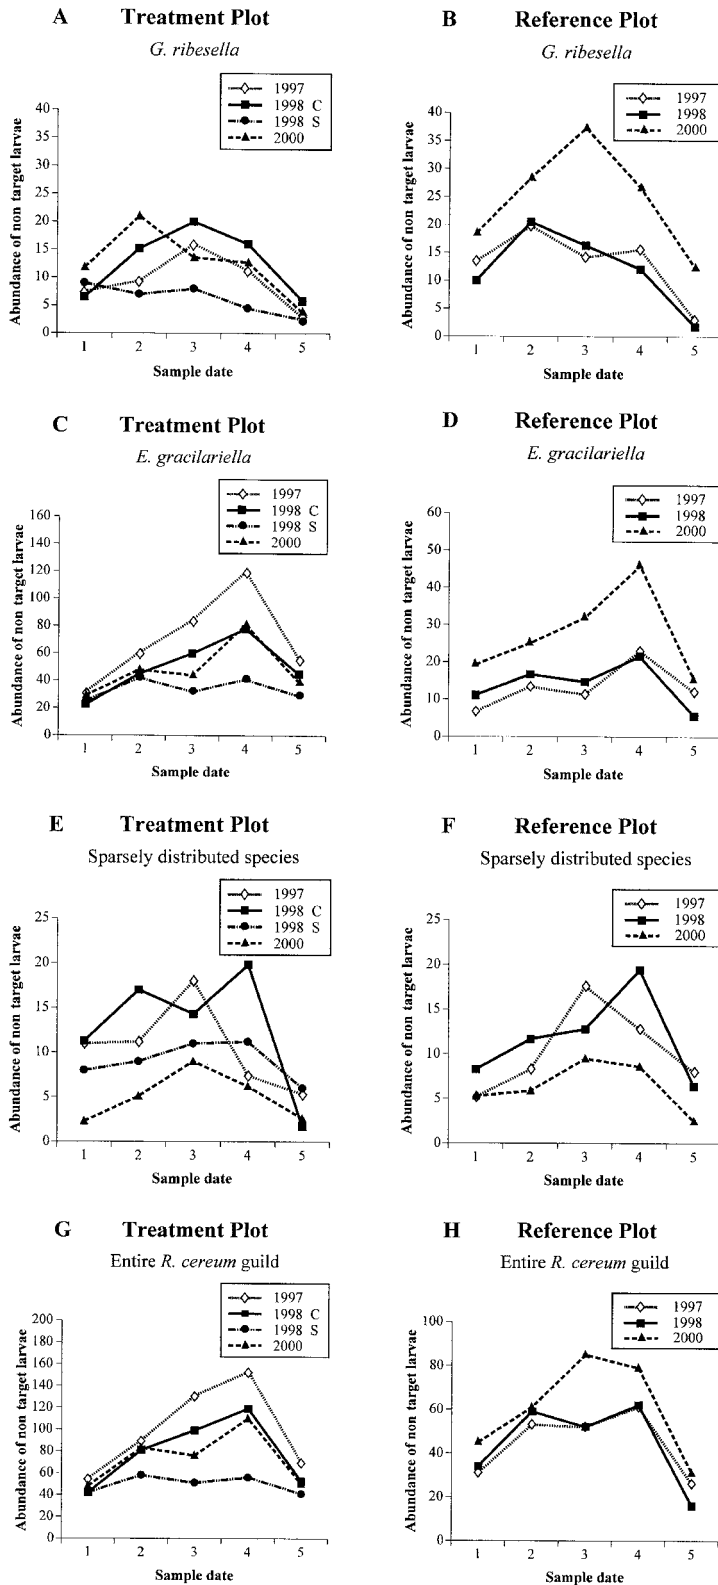 A Treatment Plot
G. ribesella
1997
1998 C
1998 S
2000
Abundance of non target larvae
40
35
30
25
20
15
10
5
0
1 2 3 4 5
Sample date
B Reference Plot
G. ribesella
1997
1998
2000
Abundance of non target larvae
40
35
30
25
20
15
10
5
0
1 2 3 4 5
Sample date
C Treatment Plot
E. gracilariella
1997
1998 C
1998 S
2000
Abundance of non target larvae
160
140
120
100
80
60
40
20
0
1 2 3 4 5
Sample date
D Reference Plot
E. gracilariella
1997
1998
2000
Abundance of non target larvae
60
50
40
30
20
10
0
1 2 3 4 5
Sample date
E Treatment Plot
Sparsely distributed species
1997
1998 C
1998 S
2000
Abundance of non target larvae
25
20
15
10
5
0
1 2 3 4 5
Sample date
F Reference Plot
Sparsely distributed species
1997
1998
2000
Abundance of non target larvae
25
20
15
10
5
0
1 2 3 4 5
Sample date
G Treatment Plot
Entire R. cereum guild
1997
1998 C
1998 S
2000
Abundance of non target larvae
200
180
160
140
120
100
80
60
40
20
0
1 2 3 4 5
Sample date
H Reference Plot
Entire R. cereum guild
1997
1998
2000
Abundance of non target larvae
100
80
60
40
20
0
1 2 3 4 5
Sample date